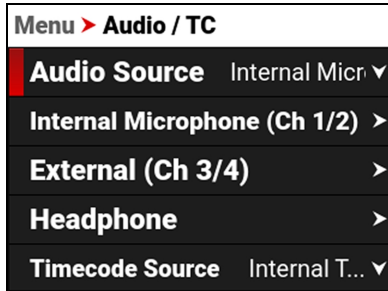 Menu > Audio / TC
Audio Source Internal Micr
Internal Microphone (Ch 1/2)
External (Ch 3/4)
Headphone
Timecode Source Internal T...